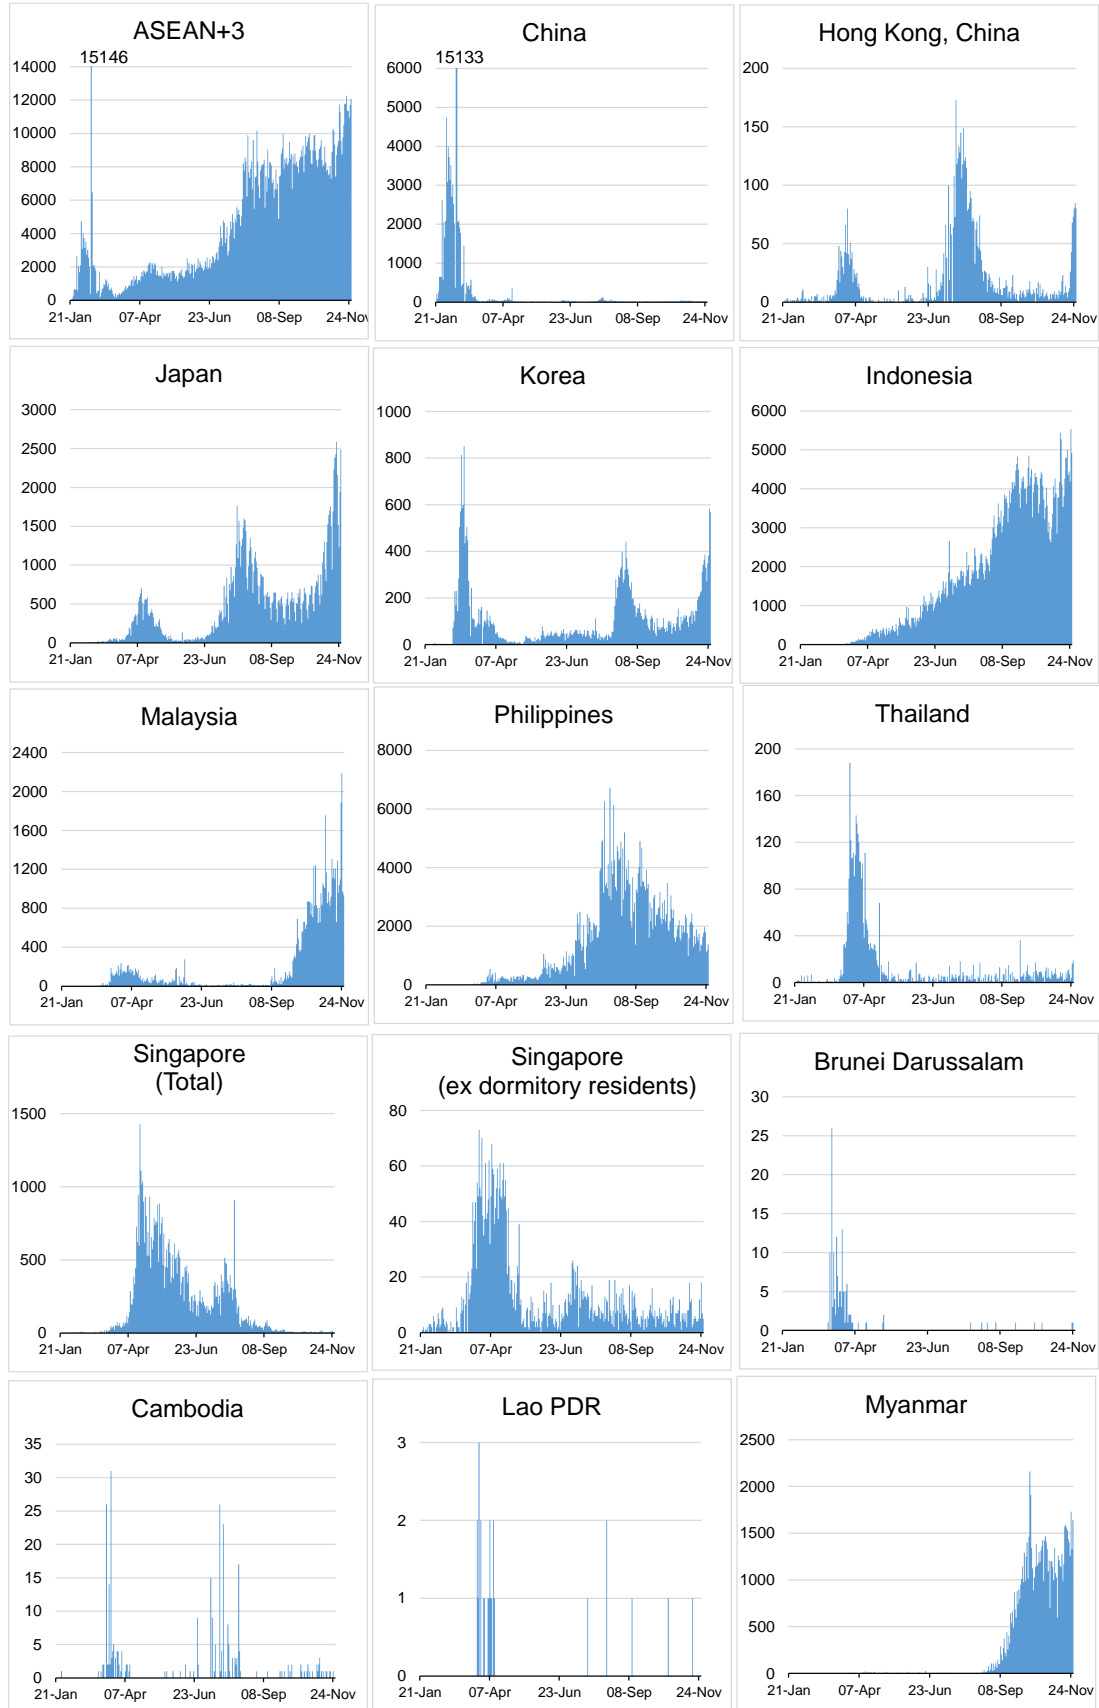 ASEAN+3
15146
14000
12000
10000
8000
6000
4000
2000
0
21-Jan 07-Apr 23-Jun 08-Sep 24-Nov
China
15133
6000
5000
4000
3000
2000
1000
0
21-Jan 07-Apr 23-Jun 08-Sep 24-Nov
Hong Kong, China
200
150
100
50
0
21-Jan 07-Apr 23-Jun 08-Sep 24-Nov
Japan
3000
2500
2000
1500
1000
500
0
21-Jan 07-Apr 23-Jun 08-Sep 24-Nov
Korea
1000
800
600
400
200
0
21-Jan 07-Apr 23-Jun 08-Sep 24-Nov
Indonesia
6000
5000
4000
3000
2000
1000
0
21-Jan 07-Apr 23-Jun 08-Sep 24-Nov
Malaysia
2400
2000
1600
1200
800
400
0
21-Jan 07-Apr 23-Jun 08-Sep 24-Nov
Philippines
8000
6000
4000
2000
0
21-Jan 07-Apr 23-Jun 08-Sep 24-Nov
Thailand
200
160
120
80
40
0
21-Jan 07-Apr 23-Jun 08-Sep 24-Nov
Singapore
(Total)
1500
1000
500
0
21-Jan 07-Apr 23-Jun 08-Sep 24-Nov
Singapore
(ex dormitory residents)
80
60
40
20
0
21-Jan 07-Apr 23-Jun 08-Sep 24-Nov
Brunei Darussalam
30
25
20
15
10
5
0
21-Jan 07-Apr 23-Jun 08-Sep 24-Nov
Cambodia
35
30
25
20
15
10
5
0
21-Jan 07-Apr 23-Jun 08-Sep 24-Nov
Lao PDR
3
2
1
0
21-Jan 07-Apr 23-Jun 08-Sep 24-Nov
Myanmar
2500
2000
1500
1000
500
0
21-Jan 07-Apr 23-Jun 08-Sep 24-Nov